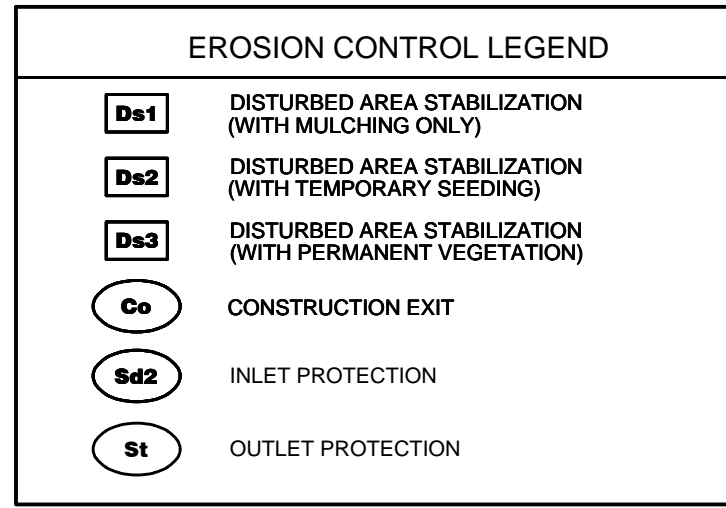 EROSION CONTROL LEGEND
Ds1 DISTURBED AREA STABILIZATION
(WITH MULCHING ONLY)
Ds2 DISTURBED AREA STABILIZATION
(WITH TEMPORARY SEEDING)
Ds3 DISTURBED AREA STABILIZATION
(WITH PERMANENT VEGETATION)
Co CONSTRUCTION EXIT
Sd2 INLET PROTECTION
St OUTLET PROTECTION